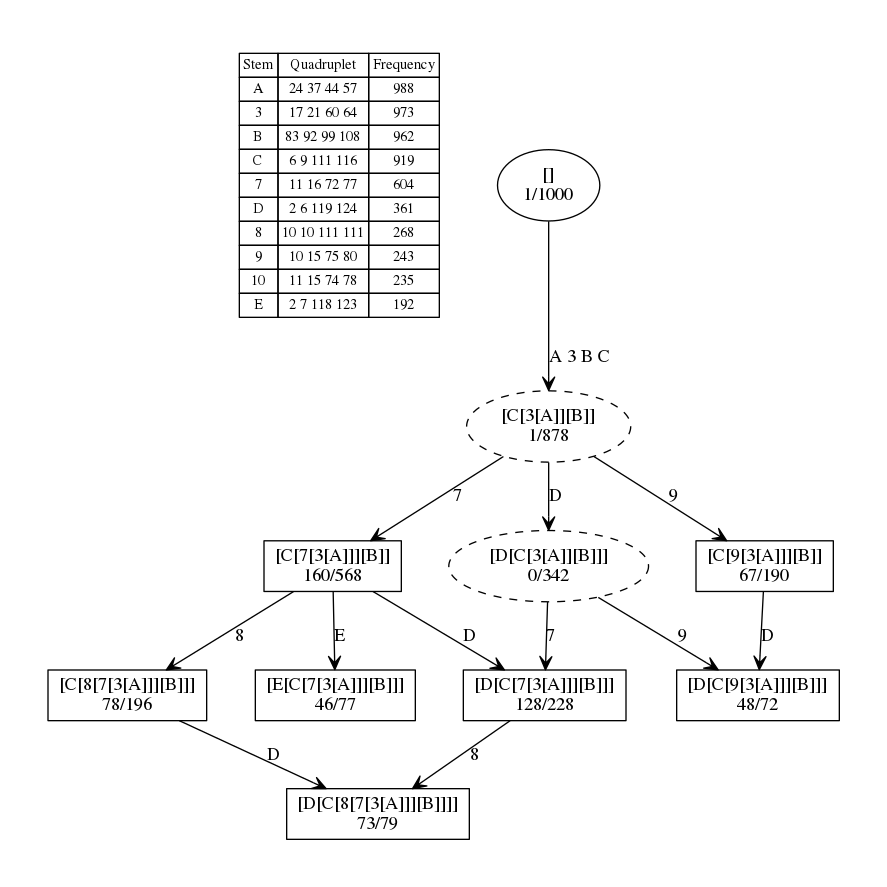 Stem Quadruplet Frequency
A 24 37 44 57 988
3 17 21 60 64 973
B 83 92 99 108 962
C 6 9 111 116 919
7 11 16 72 77 604
D 2 6 119 124 361
8 10 10 111 111 268
9 10 15 75 80 243
10 11 15 74 78 235
E 2 7 118 123 192
[]
1/1000
A 3 B C
[C[3[A]][B]]
1/878
7
D
9
[C[7[3[A]]][B]]
160/568
[D[C[3[A]][B]]]
0/342
[C[9[3[A]]][B]]
67/190
8
E
D
7
9
D
[C[8[7[3[A]]][B]]]
78/196
[E[C[7[3[A]]][B]]]
46/77
[D[C[7[3[A]]][B]]]
128/228
[D[C[9[3[A]]][B]]]
48/72
D
8
[D[C[8[7[3[A]]][B]]]]
73/79